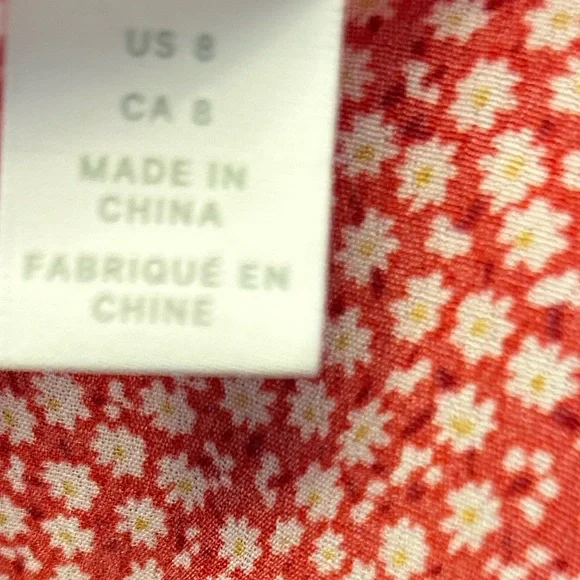 US 8
CA 8
MADE IN
CHINA
FABRIQUÉ EN
CHINE